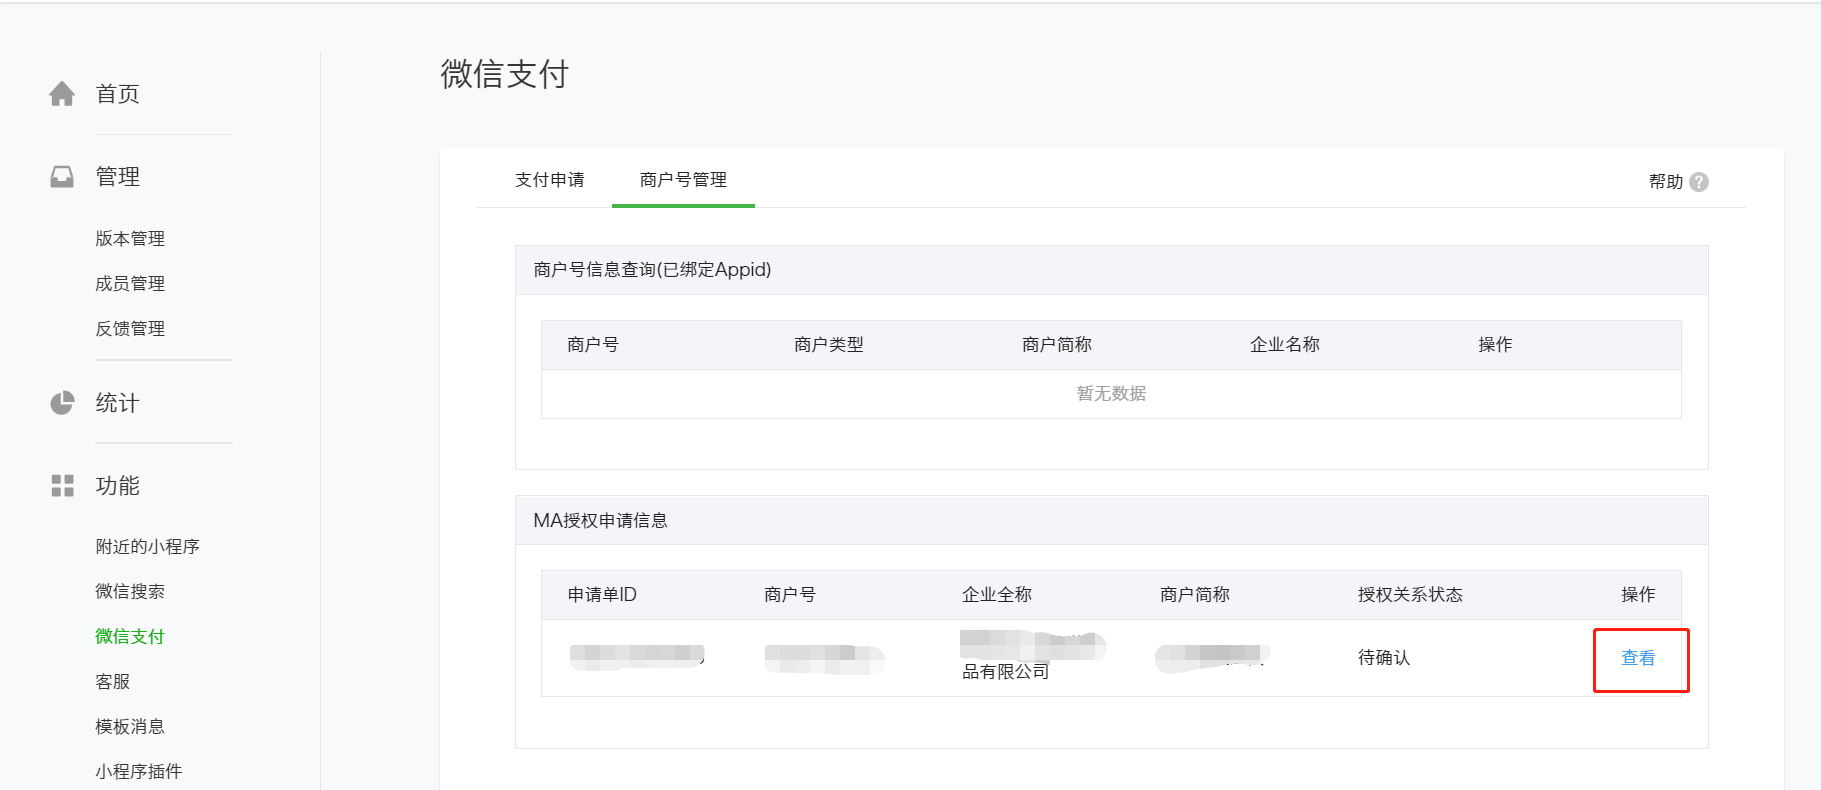 首页
管理
版本管理
成员管理
反馈管理
统计
功能
附近的小程序
微信搜索
微信支付
客服
模板消息
小程序插件
微信支付
支付申请 商户号管理 帮助 ?
商户号信息查询(已绑定Appid)
商户号 商户类型 商户简称 企业名称 操作
暂无数据
MA授权申请信息
申请单ID 商户号 企业全称 商户简称 授权关系状态 操作
品有限公司 待确认 查看